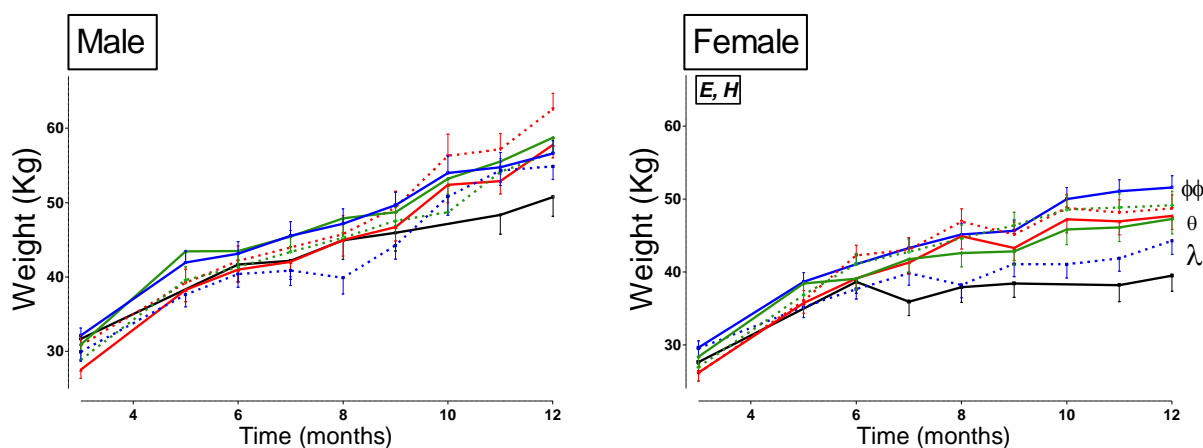 Male
Weight (Kg)
60
50
40
30
4 6 8 10 12
Time (months)
Female
E, H
Weight (Kg)
60
50
40
30
4 6 8 10 12
Time (months)
ϕϕ
θ
λ